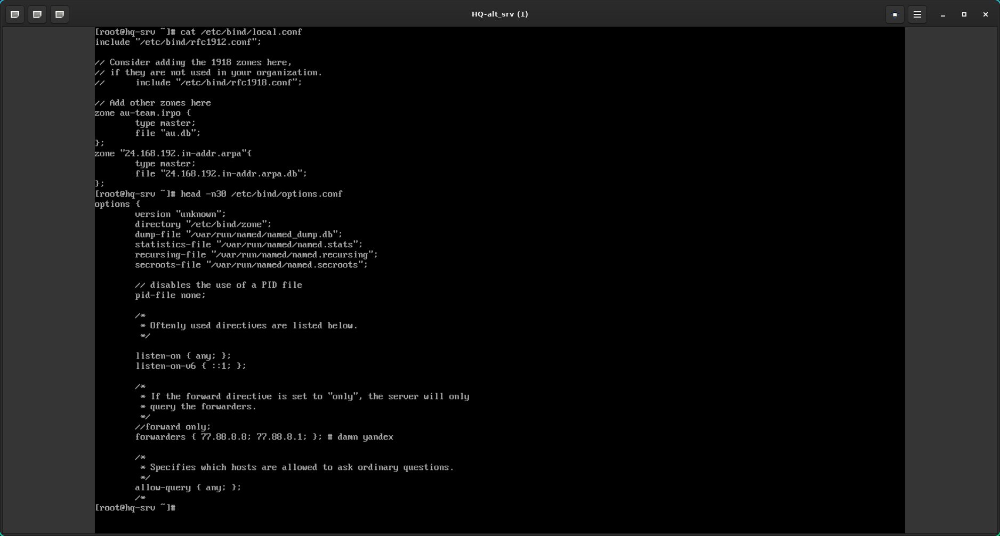 HQ-alt_srv (1)
[root@hq-srv ~]# cat /etc/bind/local.conf
include "/etc/bind/rfc1912.conf";
// Consider adding the 1918 zones here,
// if they are not used in your organization.
//      include "/etc/bind/rfc1918.conf";
// Add other zones here
zone au-team.irpo {
        type master;
        file "au.db";
};
zone "24.168.192.in-addr.arpa"{
        type master;
        file "24.168.192.in-addr.arpa.db";
};
[root@hq-srv ~]# head -n30 /etc/bind/options.conf
options {
        version "unknown";
        directory "/etc/bind/zone";
        dump-file "/var/run/named/named_dump.db";
        statistics-file "/var/run/named/named.stats";
        recursing-file "/var/run/named/named.recursing";
        secroots-file "/var/run/named/named.secroots";
        // disables the use of a PID file
        pid-file none;
        /*
         * Oftenly used directives are listed below.
         */
        listen-on { any; };
        listen-on-v6 { ::1; };
        /*
         * If the forward directive is set to "only", the server will only
         * query the forwarders.
         */
        //forward only;
        forwarders { 77.88.8.8; 77.88.8.1; }; # damn yandex
        /*
         * Specifies which hosts are allowed to ask ordinary questions.
         */
        allow-query { any; };
        /*
[root@hq-srv ~]#